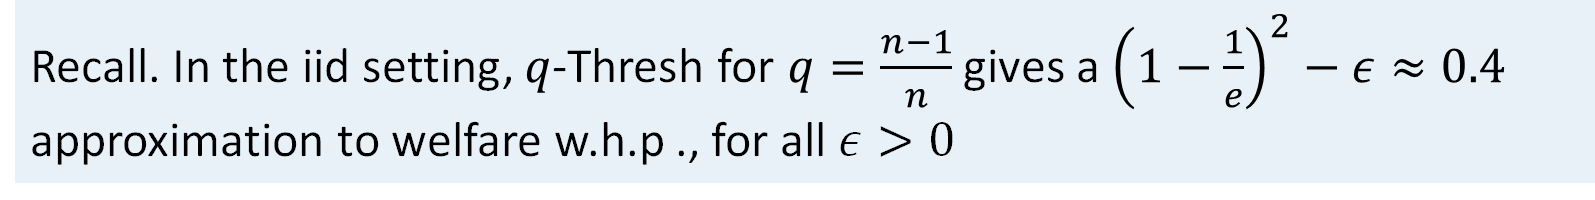 Recall. In the iid setting, 𝑞-Thresh for 𝑞 = (𝑛−1)/𝑛 gives a (1 − 1/𝑒)² − 𝜖 ≈ 0.4
approximation to welfare w.h.p ., for all 𝜖 > 0